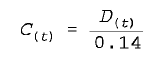 C(t) = D(t) / 0.14